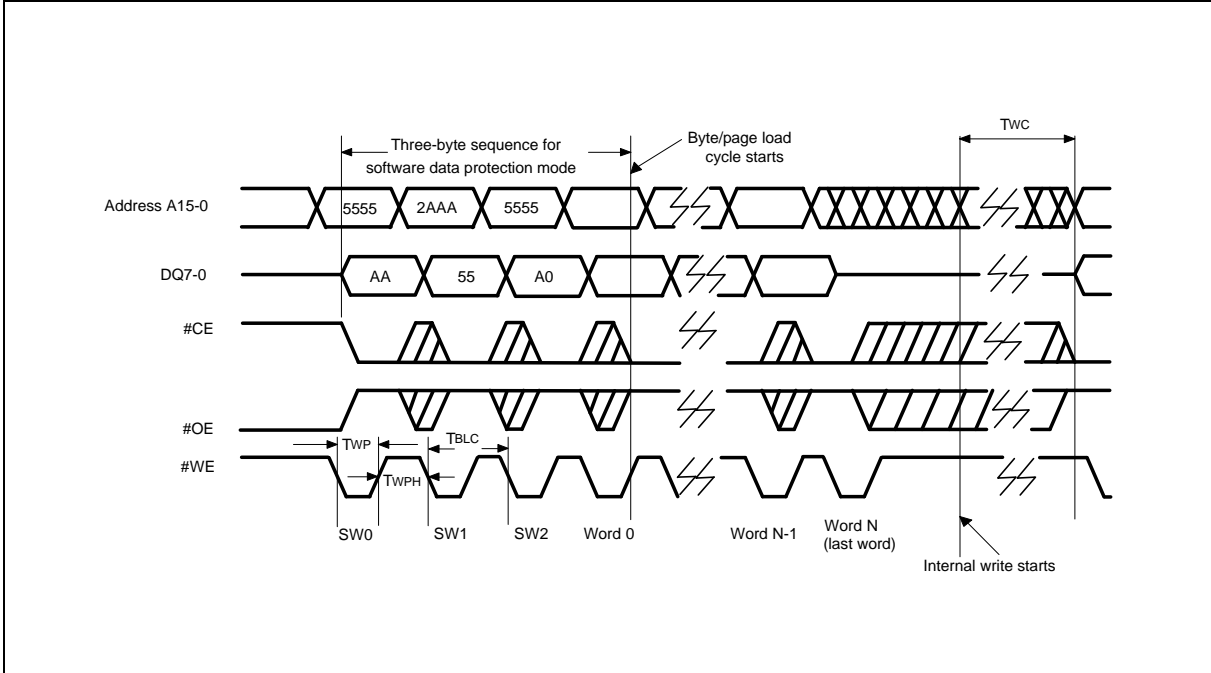 Three-byte sequence for
software data protection mode
Byte/page load
cycle starts
TWC
Address A15-0
5555
2AAA
5555
DQ7-0
AA
55
A0
#CE
#OE
TWP
TBLC
#WE
TWPH
SW0
SW1
SW2
Word 0
Word N-1
Word N
(last word)
Internal write starts